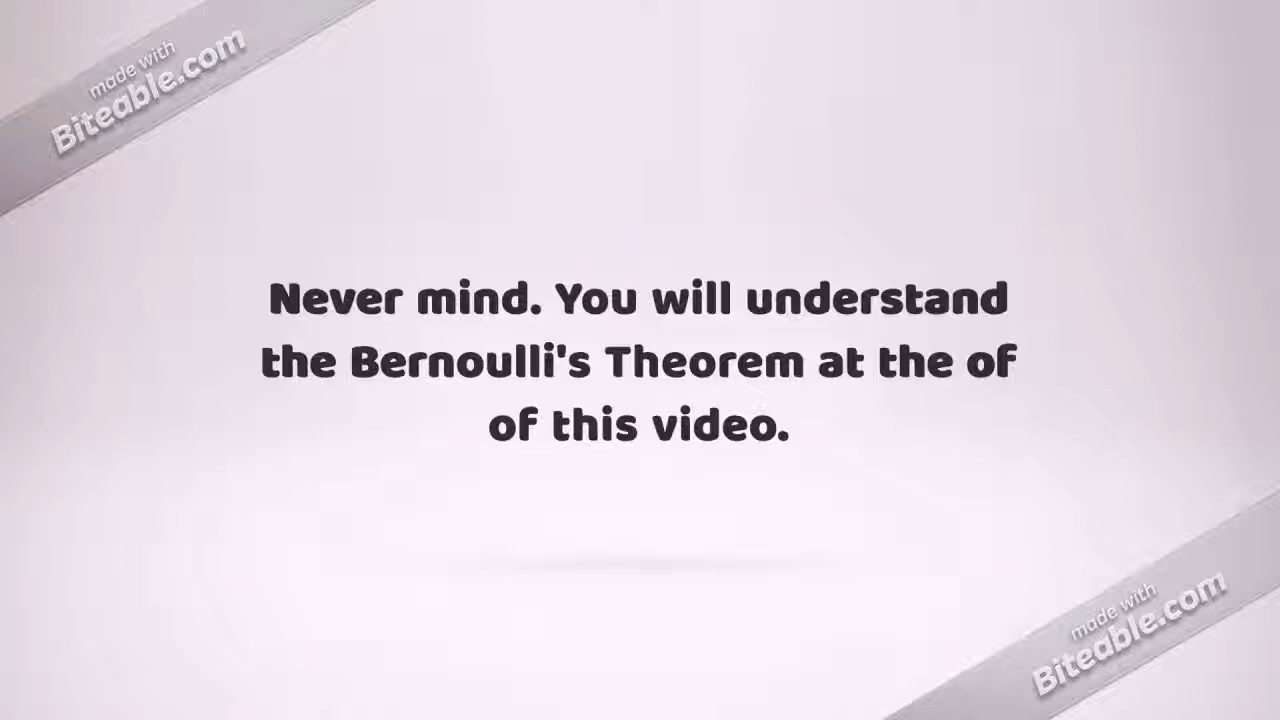 made with
Biteable.com
Never mind. You will understand
the Bernoulli's Theorem at the of
of this video.
made with
Biteable.com